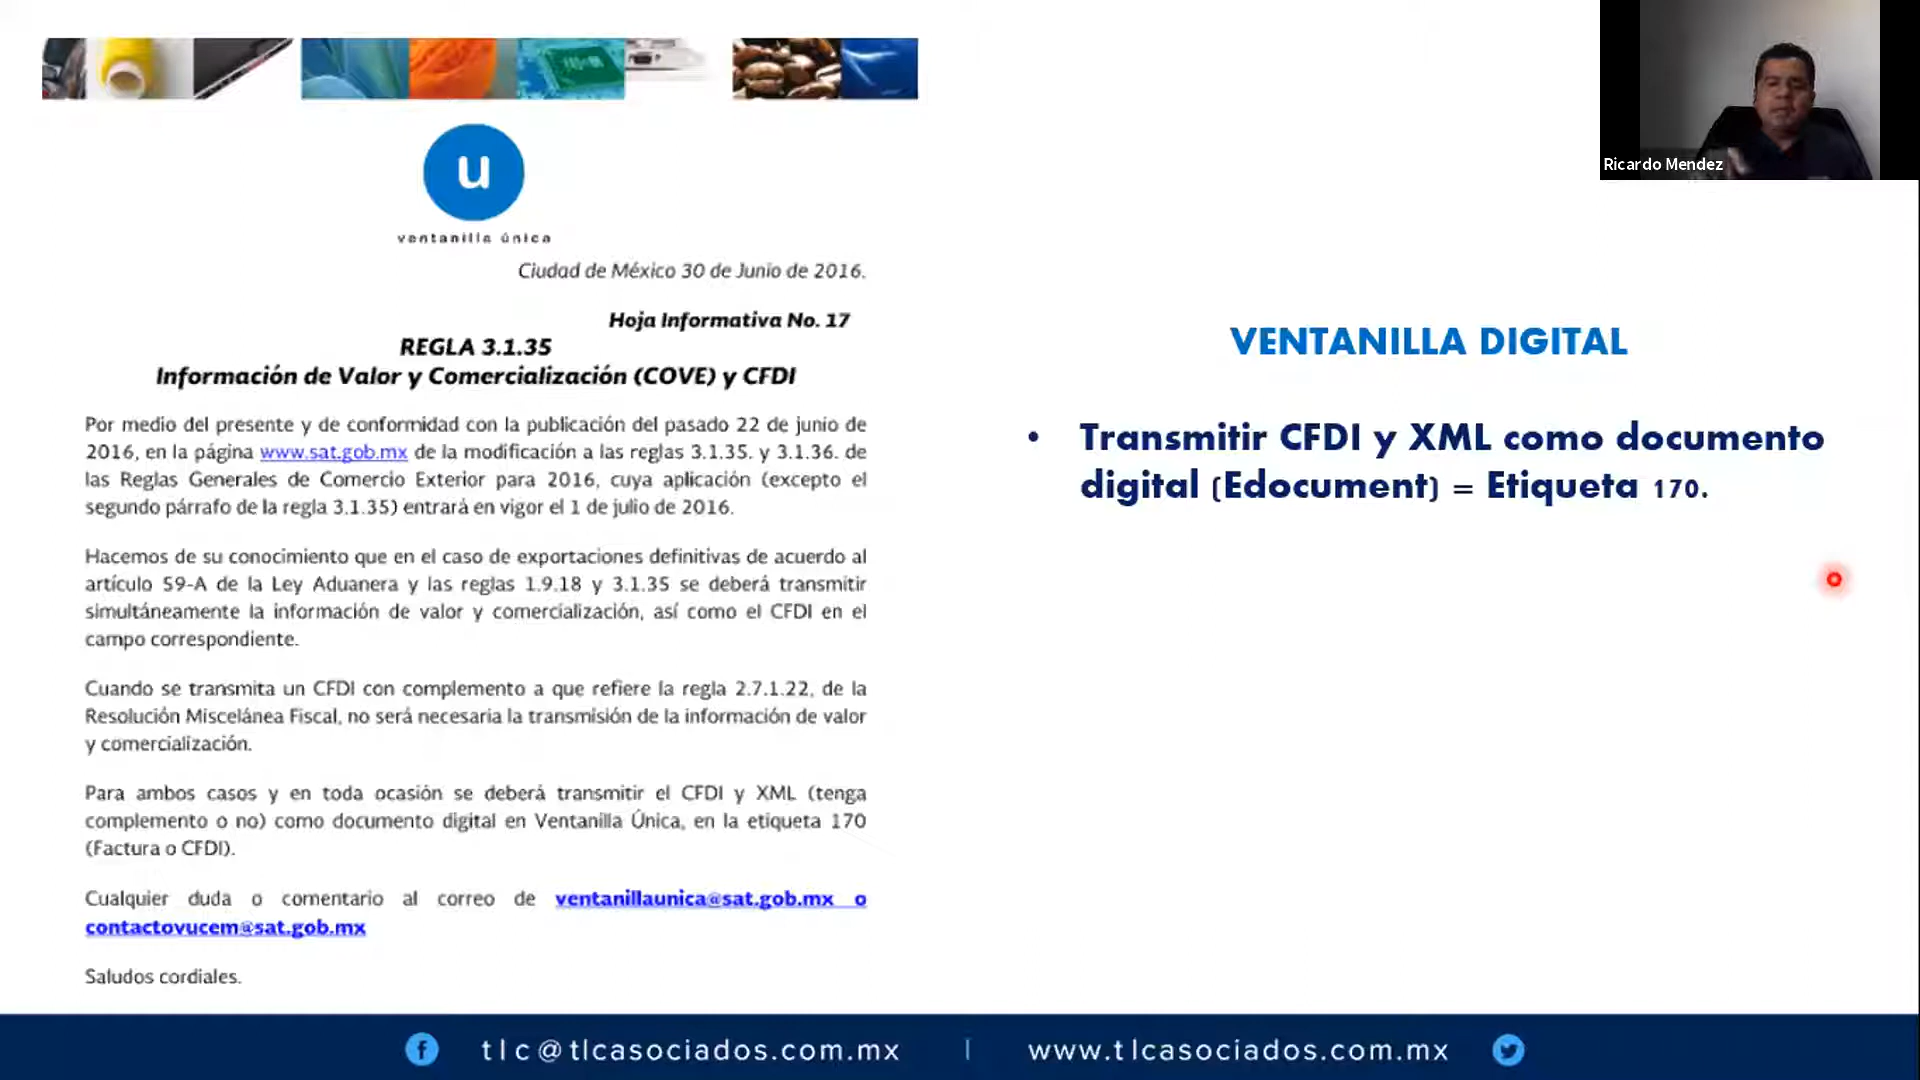 u
ventanilla única
Ciudad de México 30 de Junio de 2016.
Hoja Informativa No. 17
REGLA 3.1.35
Información de Valor y Comercialización (COVE) y CFDI
Por medio del presente y de conformidad con la publicación del pasado 22 de junio de
2016, en la página www.sat.gob.mx de la modificación a las reglas 3.1.35. y 3.1.36. de
las Reglas Generales de Comercio Exterior para 2016, cuya aplicación (excepto el
segundo párrafo de la regla 3.1.35) entrará en vigor el 1 de julio de 2016.
Hacemos de su conocimiento que en el caso de exportaciones definitivas de acuerdo al
artículo 59-A de la Ley Aduanera y las reglas 1.9.18 y 3.1.35 se deberá transmitir
simultáneamente la información de valor y comercialización, así como el CFDI en el
campo correspondiente.
Cuando se transmita un CFDI con complemento a que refiere la regla 2.7.1.22, de la
Resolución Miscelánea Fiscal, no será necesaria la transmisión de la información de valor
y comercialización.
Para ambos casos y en toda ocasión se deberá transmitir el CFDI y XML (tenga
complemento o no) como documento digital en Ventanilla Única, en la etiqueta 170
(Factura o CFDI).
Cualquier duda o comentario al correo de ventanillaunica@sat.gob.mx o
contactovucem@sat.gob.mx
Saludos cordiales.
VENTANILLA DIGITAL
• Transmitir CFDI y XML como documento
digital (Edocument) = Etiqueta 170.
Ricardo Mendez
tlc@tlcasociados.com.mx | www.tlcasociados.com.mx